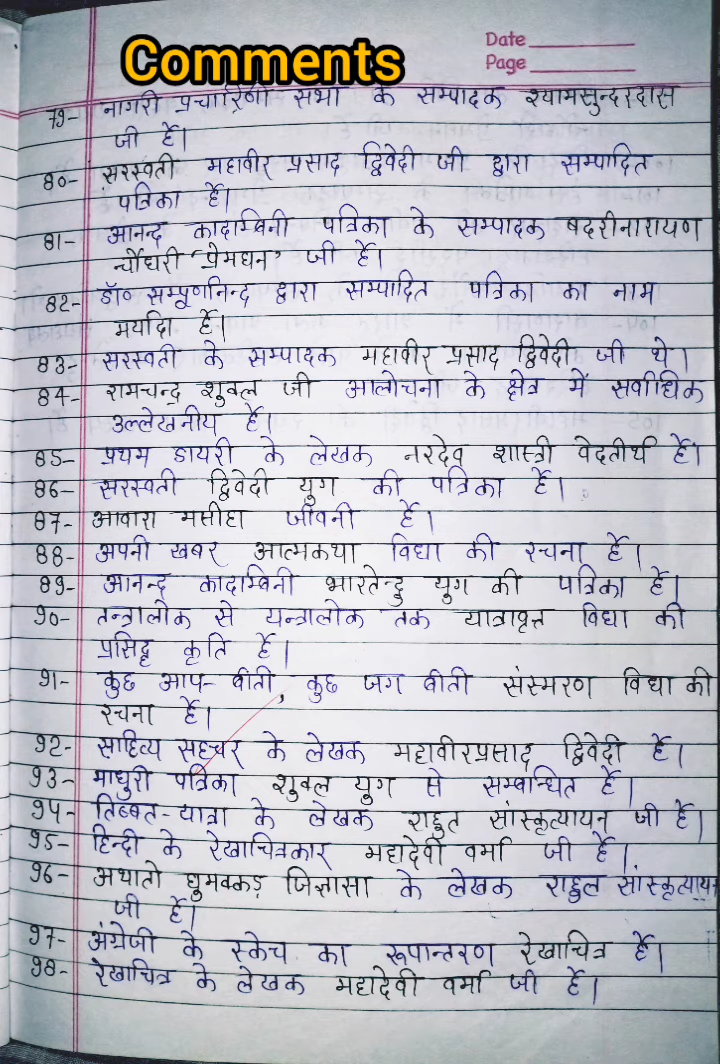 Comments
Date
Page
79- नागरी प्रचारिणी सभा के सम्पादक श्यामसुन्दरदास
जी हैं।
80- सरस्वती महावीर प्रसाद द्विवेदी जी द्वारा सम्पादित
पत्रिका है।
81- आनन्द कादाम्बिनी पत्रिका के सम्पादक बदरीनारायण
चौधरी 'प्रेमघन' जी हैं।
82- डॉ० सम्पूर्णानन्द द्वारा सम्पादित पत्रिका का नाम
मर्यादा है।
83- सरस्वती के सम्पादक महावीर प्रसाद द्विवेदी जी थे।
84- रामचन्द्र शुक्ल जी आलोचना के क्षेत्र में सर्वाधिक
उल्लेखनीय हैं।
85- प्रथम डायरी के लेखक नरदेव शास्त्री वेदतीर्थ हैं।
86- सरस्वती द्विवेदी युग की पत्रिका है।
87- आवारा मसीहा जीवनी है।
88- अपनी खबर आत्मकथा विधा की रचना है।
89- आनन्द कादाम्बिनी भारतेन्दु युग की पत्रिका है।
90- तन्त्रालोक से यन्त्रालोक तक यात्रावृत्त विधा की
प्रसिद्ध कृति है।
91- कुछ आप-बीती, कुछ जग बीती संस्मरण विधा की
रचना है।
92- साहित्य सहचर के लेखक महावीरप्रसाद द्विवेदी हैं।
93- माधुरी पत्रिका शुक्ल युग से सम्बन्धित है।
94- तिब्बत-यात्रा के लेखक राहुल सांस्कृत्यायन जी हैं।
95- हिन्दी के रेखाचित्रकार महादेवी वर्मा जी हैं।
96- अथातो घुमक्कड़ जिज्ञासा के लेखक राहुल सांस्कृत्यायन
जी हैं।
97- अंग्रेजी के स्केच का रूपान्तरण रेखाचित्र है।
98- रेखाचित्र के लेखक महादेवी वर्मा जी हैं।